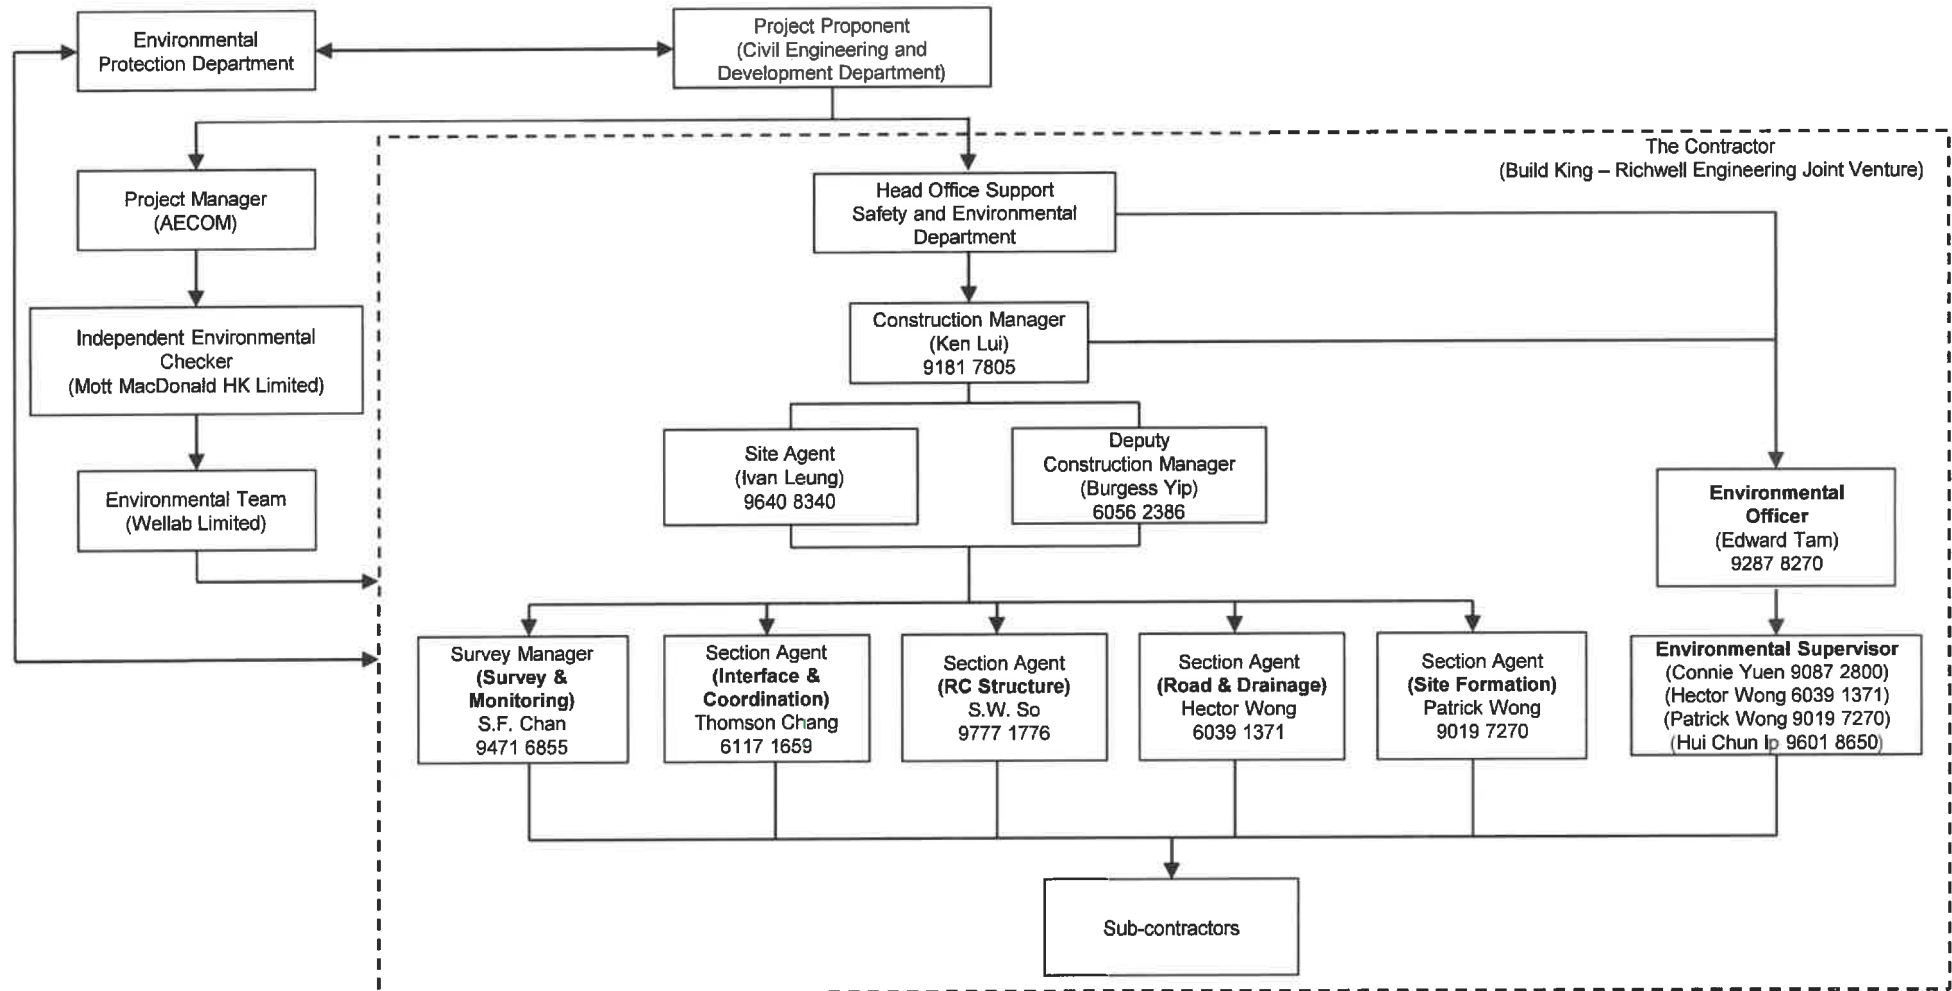 Environmental
Protection Department
Project Proponent
(Civil Engineering and
Development Department)
The Contractor
(Build King – Richwell Engineering Joint Venture)
Project Manager
(AECOM)
Head Office Support
Safety and Environmental
Department
Independent Environmental
Checker
(Mott MacDonald HK Limited)
Construction Manager
(Ken Lui)
9181 7805
Site Agent
(Ivan Leung)
9640 8340
Deputy
Construction Manager
(Burgess Yip)
6056 2386
Environmental Team
(Wellab Limited)
Environmental
Officer
(Edward Tam)
9287 8270
Survey Manager
(Survey &
Monitoring)
S.F. Chan
9471 6855
Section Agent
(Interface &
Coordination)
Thomson Chang
6117 1659
Section Agent
(RC Structure)
S.W. So
9777 1776
Section Agent
(Road & Drainage)
Hector Wong
6039 1371
Section Agent
(Site Formation)
Patrick Wong
9019 7270
Environmental Supervisor
(Connie Yuen 9087 2800)
(Hector Wong 6039 1371)
(Patrick Wong 9019 7270)
(Hui Chun Ip 9601 8650)
Sub-contractors